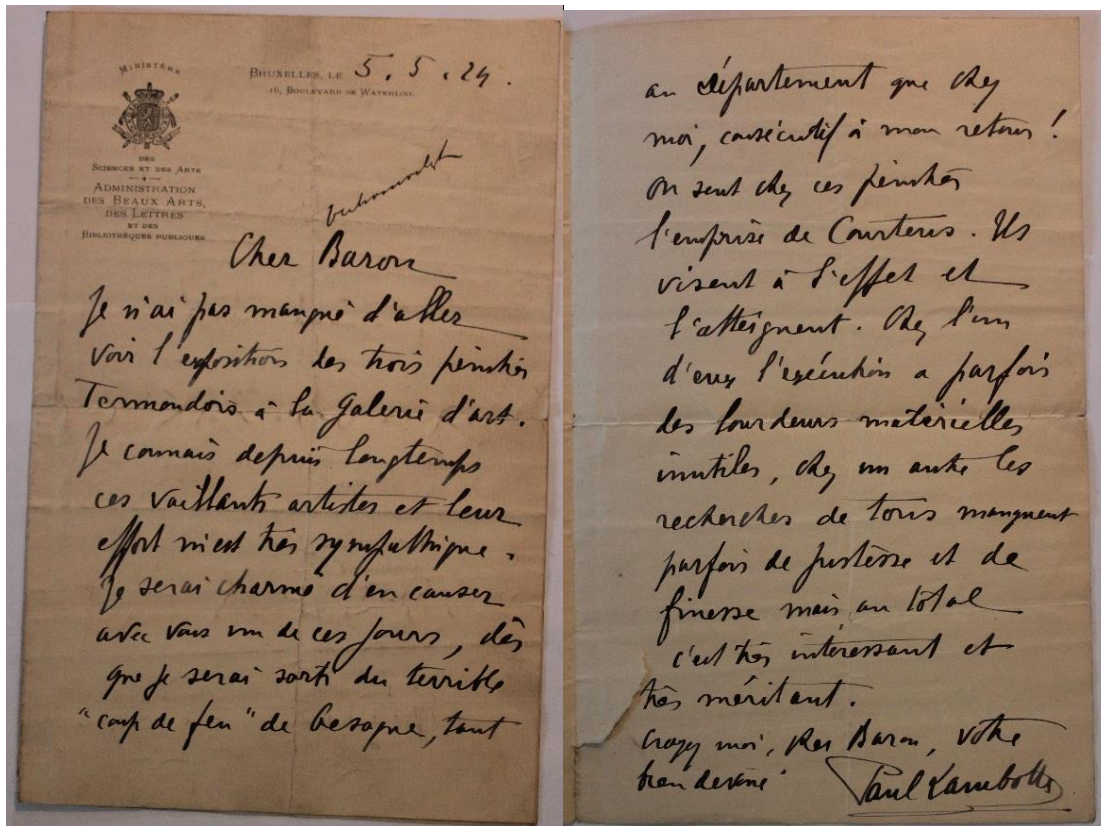 MINISTÈRE
DES
SCIENCES ET DES ARTS
ADMINISTRATION
DES BEAUX ARTS,
DES LETTRES
ET DES
BIBLIOTHÈQUES PUBLIQUES
BRUXELLES, LE 5.5.24.
16, BOULEVARD DE WATERLOO.
Cher Baron
Je n'ai pas manqué d'aller
voir l'exposition des trois peintres
Termondois à la Galerie d'art.
Je connais depuis longtemps
ces vaillants artistes et leur
effort m'est très sympathique.
Je serai charmé d'en causer
avec vous un de ces jours, dès
que je serai sorti du terrible
"coup de feu" de besogne, tant
au département que chez
moi, consécutif à mon retour !
On sent chez ces peintres
l'emprise de Courtens. Ils
visent à l'effet et
l'atteignent. Chez l'un
d'eux l'exécution a parfois
des lourdeurs matérielles
inutiles, chez un autre les
recherches de tons manquent
parfois de justesse et de
finesse mais au total
c'est très intéressant et
très méritant.
Croyez moi, cher Baron, votre
bien dévoué
Paul Lambotte